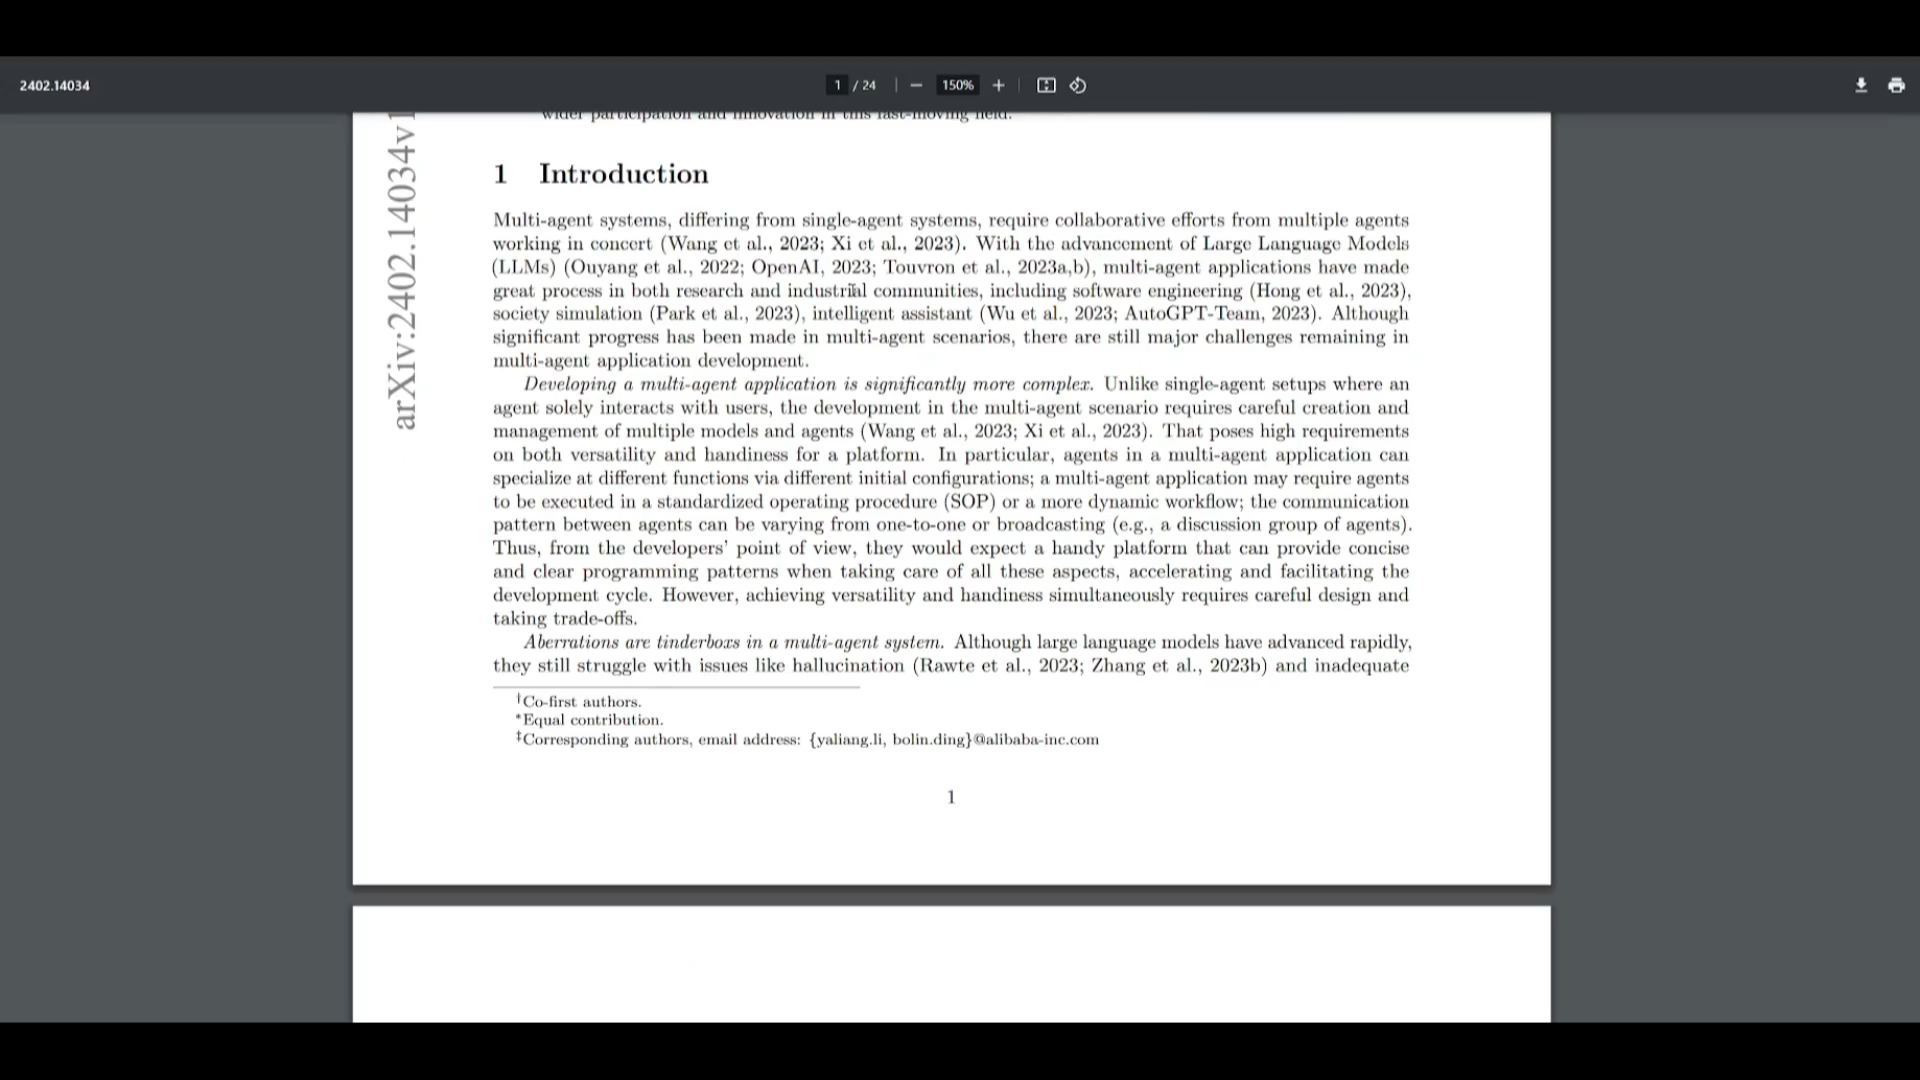 2402.14034
1 / 24
150%
wider participation and innovation in this fast-moving field.
arXiv:2402.14034v1
1 Introduction
Multi-agent systems, differing from single-agent systems, require collaborative efforts from multiple agents
working in concert (Wang et al., 2023; Xi et al., 2023). With the advancement of Large Language Models
(LLMs) (Ouyang et al., 2022; OpenAI, 2023; Touvron et al., 2023a,b), multi-agent applications have made
great process in both research and industrial communities, including software engineering (Hong et al., 2023),
society simulation (Park et al., 2023), intelligent assistant (Wu et al., 2023; AutoGPT-Team, 2023). Although
significant progress has been made in multi-agent scenarios, there are still major challenges remaining in
multi-agent application development.
Developing a multi-agent application is significantly more complex. Unlike single-agent setups where an
agent solely interacts with users, the development in the multi-agent scenario requires careful creation and
management of multiple models and agents (Wang et al., 2023; Xi et al., 2023). That poses high requirements
on both versatility and handiness for a platform. In particular, agents in a multi-agent application can
specialize at different functions via different initial configurations; a multi-agent application may require agents
to be executed in a standardized operating procedure (SOP) or a more dynamic workflow; the communication
pattern between agents can be varying from one-to-one or broadcasting (e.g., a discussion group of agents).
Thus, from the developers' point of view, they would expect a handy platform that can provide concise
and clear programming patterns when taking care of all these aspects, accelerating and facilitating the
development cycle. However, achieving versatility and handiness simultaneously requires careful design and
taking trade-offs.
Aberrations are tinderboxs in a multi-agent system. Although large language models have advanced rapidly,
they still struggle with issues like hallucination (Rawte et al., 2023; Zhang et al., 2023b) and inadequate
†Co-first authors.
*Equal contribution.
‡Corresponding authors, email address: {yaliang.li, bolin.ding}@alibaba-inc.com
1